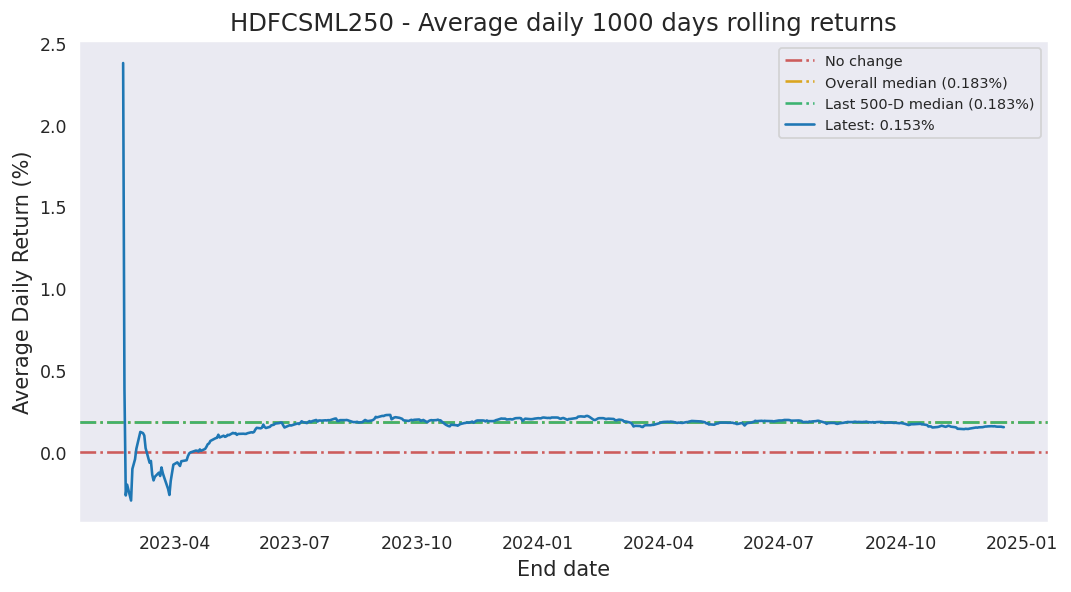 HDFCSML250 - Average daily 1000 days rolling returns
2.5
2.0
1.5
1.0
0.5
0.0
Average Daily Return (%)
No change
Overall median (0.183%)
Last 500-D median (0.183%)
Latest: 0.153%
2023-04
2023-07
2023-10
2024-01
2024-04
2024-07
2024-10
2025-01
End date